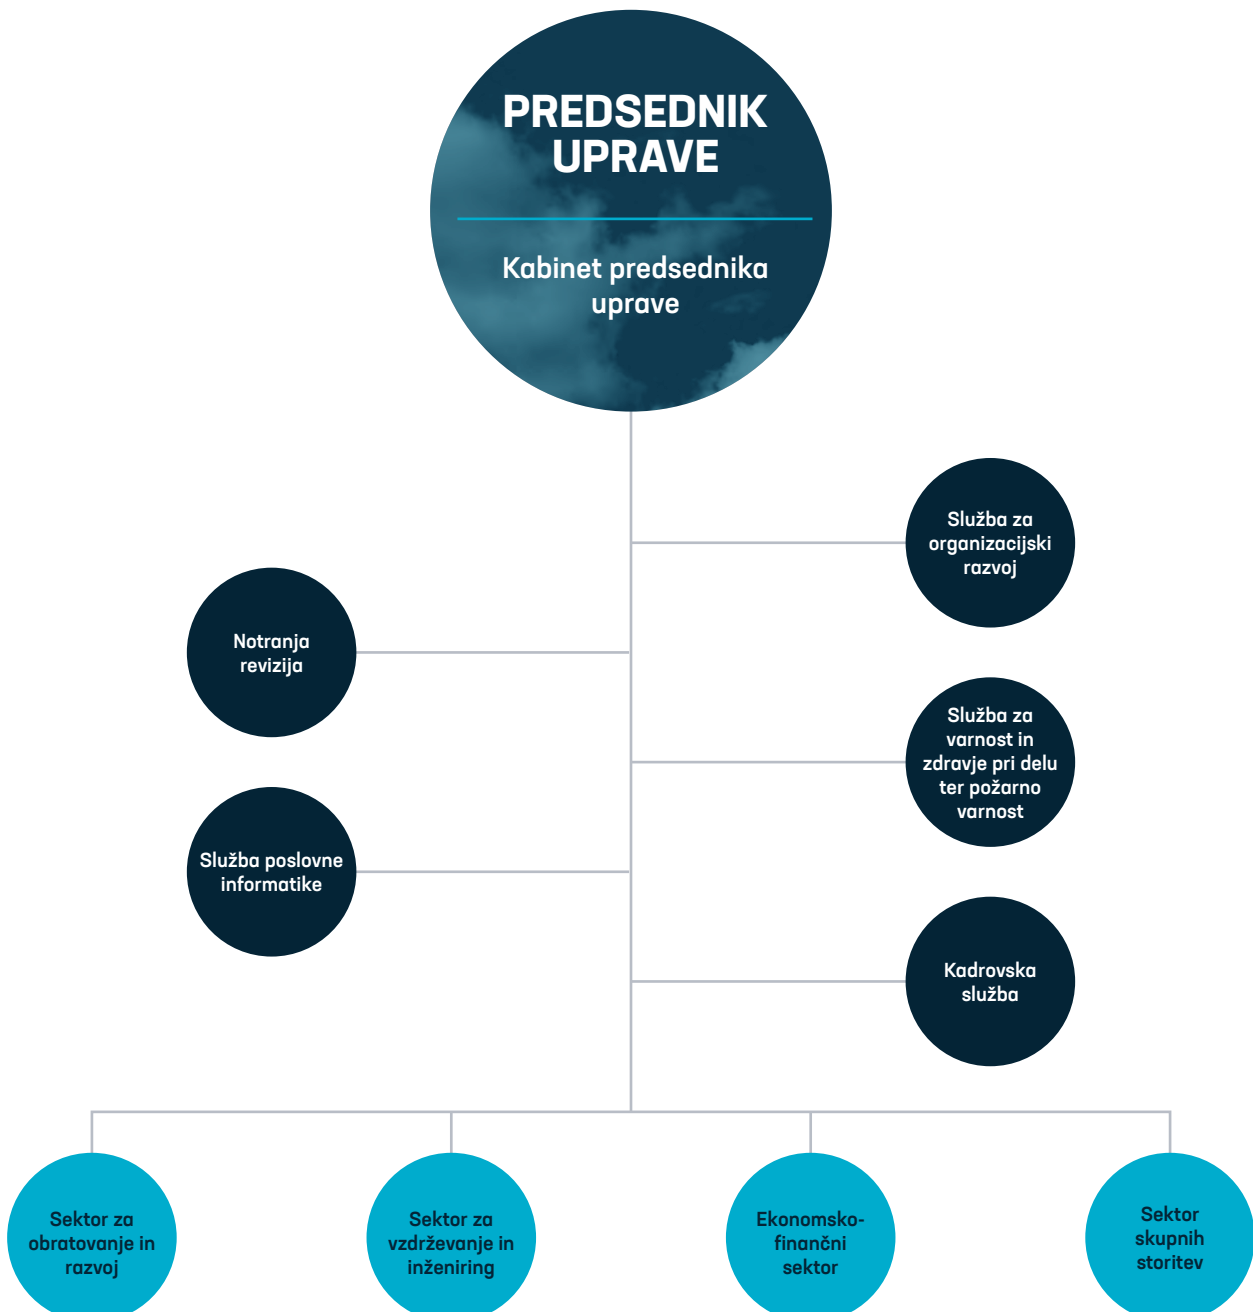 PREDSEDNIK
UPRAVE
Kabinet predsednika
uprave
Služba za
organizacijski
razvoj
Notranja
revizija
Služba za
varnost in
zdravje pri delu
ter požarno
varnost
Služba poslovne
informatike
Kadrovska
služba
Sektor za
obratovanje in
razvoj
Sektor za
vzdrževanje in
inženiring
Ekonomsko-
finančni
sektor
Sektor
skupnih
storitev